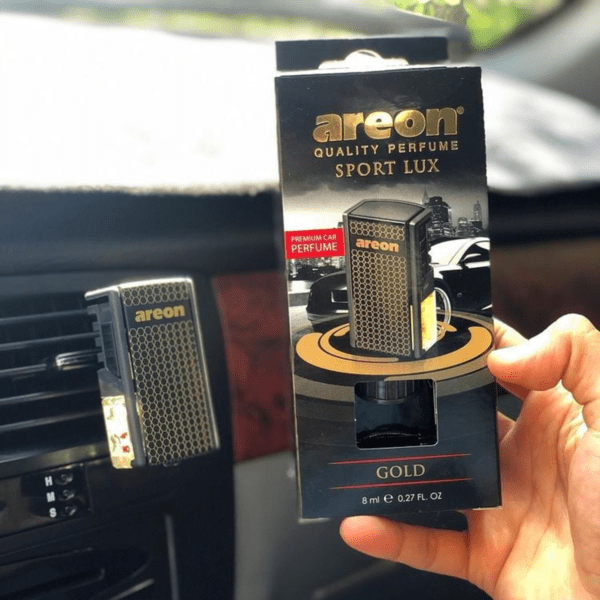 areon®
QUALITY PERFUME
SPORT LUX
PREMIUM CAR
PERFUME
areon
GOLD
8 ml e 0,27 FL. OZ
areon
H
M
S